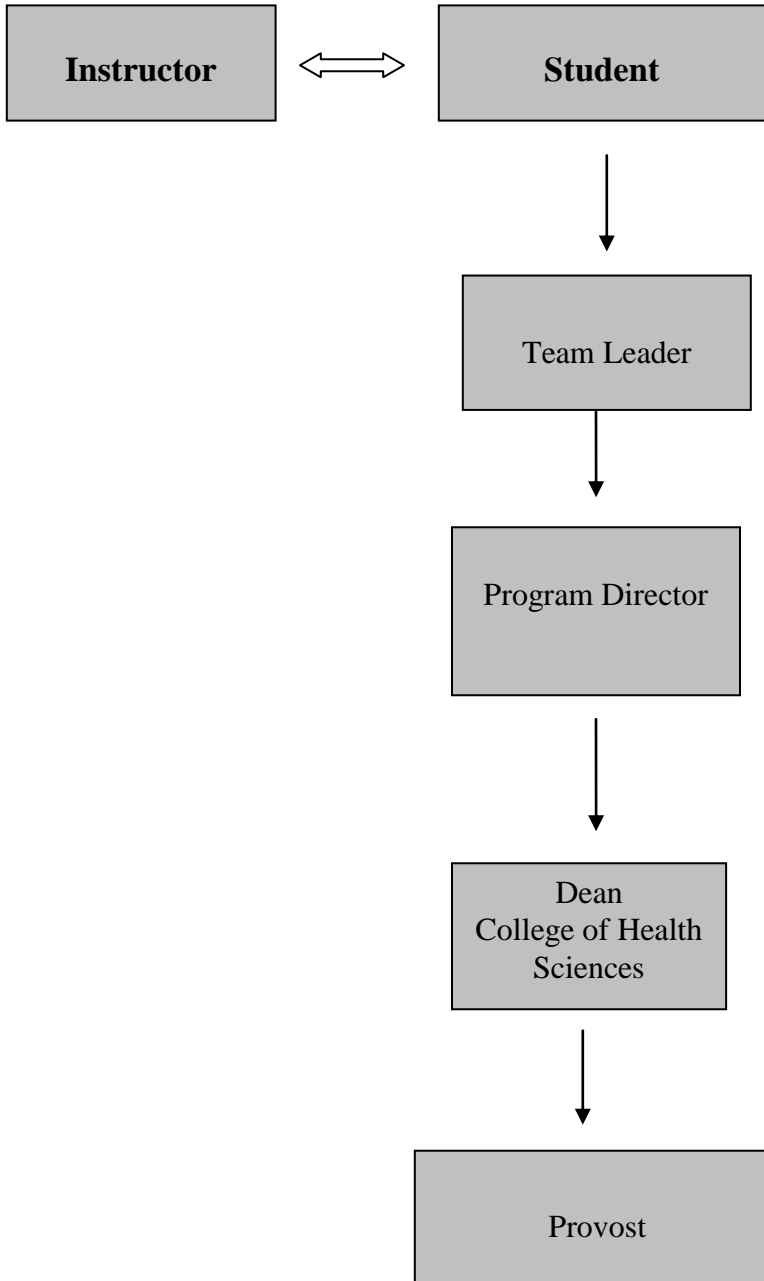 Instructor
Student
Team Leader
Program Director
Dean
College of Health
Sciences
Provost